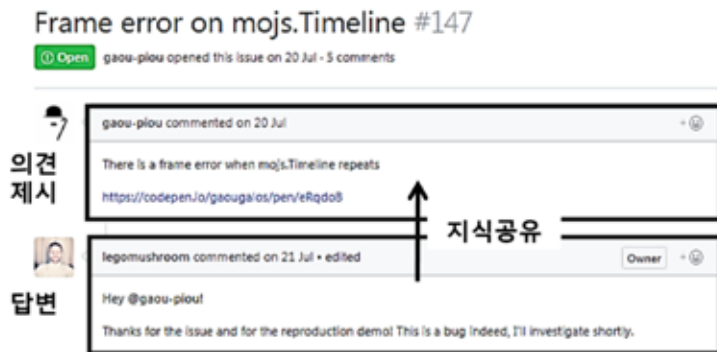 Frame error on mojs.Timeline #147
Open gaou-piou opened this issue on 20 Jul · 5 comments
gaou-piou commented on 20 Jul
의견
제시
There is a frame error when mojs.Timeline repeats
https://codepen.io/gaougalos/pen/eRqdoB
지식공유
legomushroom commented on 21 Jul • edited Owner
답변
Hey @gaou-piou!
Thanks for the issue and for the reproduction demo! This is a bug indeed, I'll investigate shortly.